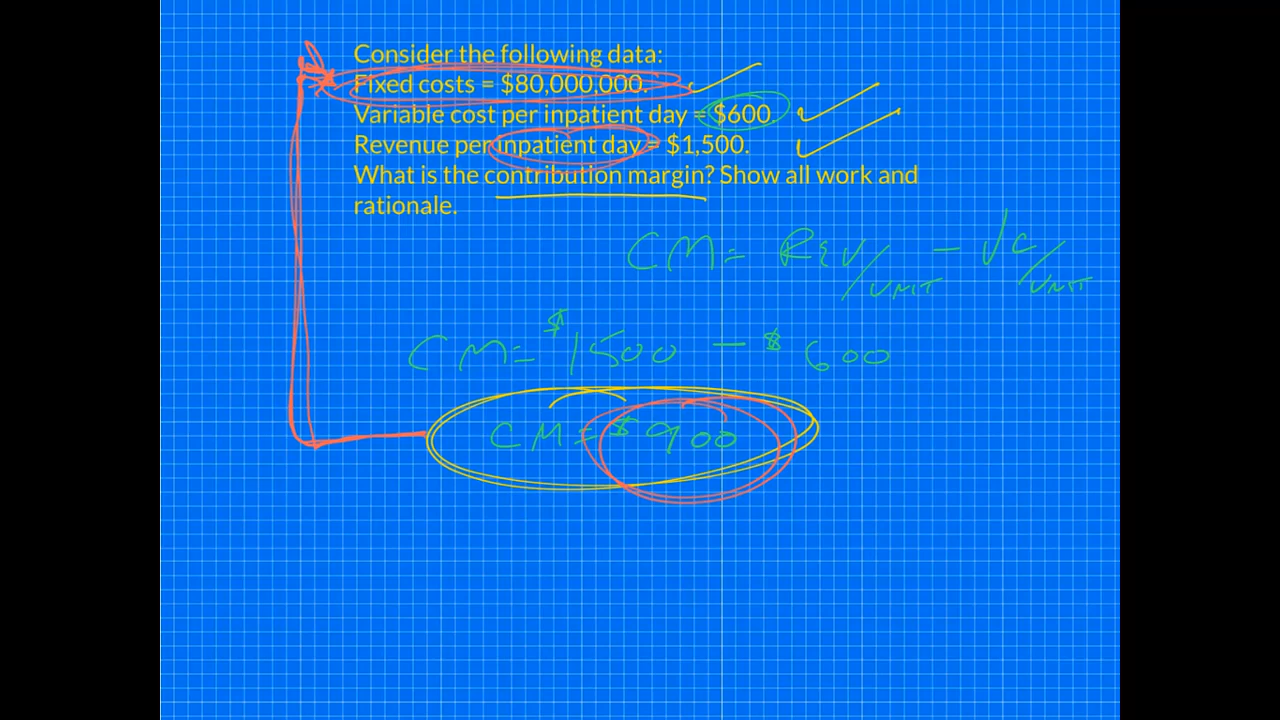 Consider the following data:
Fixed costs = $80,000,000.
Variable cost per inpatient day = $600.
Revenue per inpatient day = $1,500.
What is the contribution margin? Show all work and
rationale.
CM = REV/UNIT - VC/UNIT
CM = $1500 - $600
CM = $900